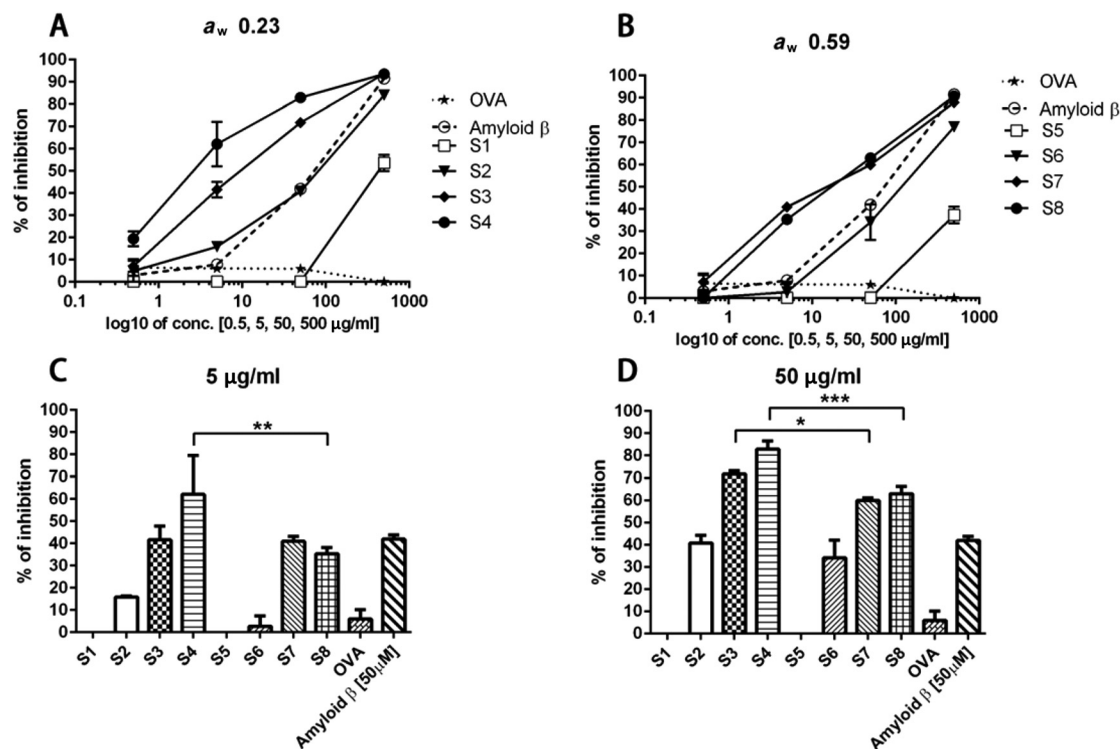 A
a w 0.23
% of inhibition
100
90
80
70
60
50
40
30
20
10
0
0.1
1
10
100
1000
log10 of conc. [0.5, 5, 50, 500 μg/ml]
OVA
Amyloid β
S1
S2
S3
S4
B
a w 0.59
% of inhibition
100
90
80
70
60
50
40
30
20
10
0
0.1
1
10
100
1000
log10 of conc. [0.5, 5, 50, 500 μg/ml]
OVA
Amyloid β
S5
S6
S7
S8
C
5 μg/ml
% of inhibition
100
90
80
70
60
50
40
30
20
10
0
**
S1
S2
S3
S4
S5
S6
S7
S8
OVA
Amyloid β [50μM]
D
50 μg/ml
% of inhibition
100
90
80
70
60
50
40
30
20
10
0
***
*
S1
S2
S3
S4
S5
S6
S7
S8
OVA
Amyloid β [50μM]